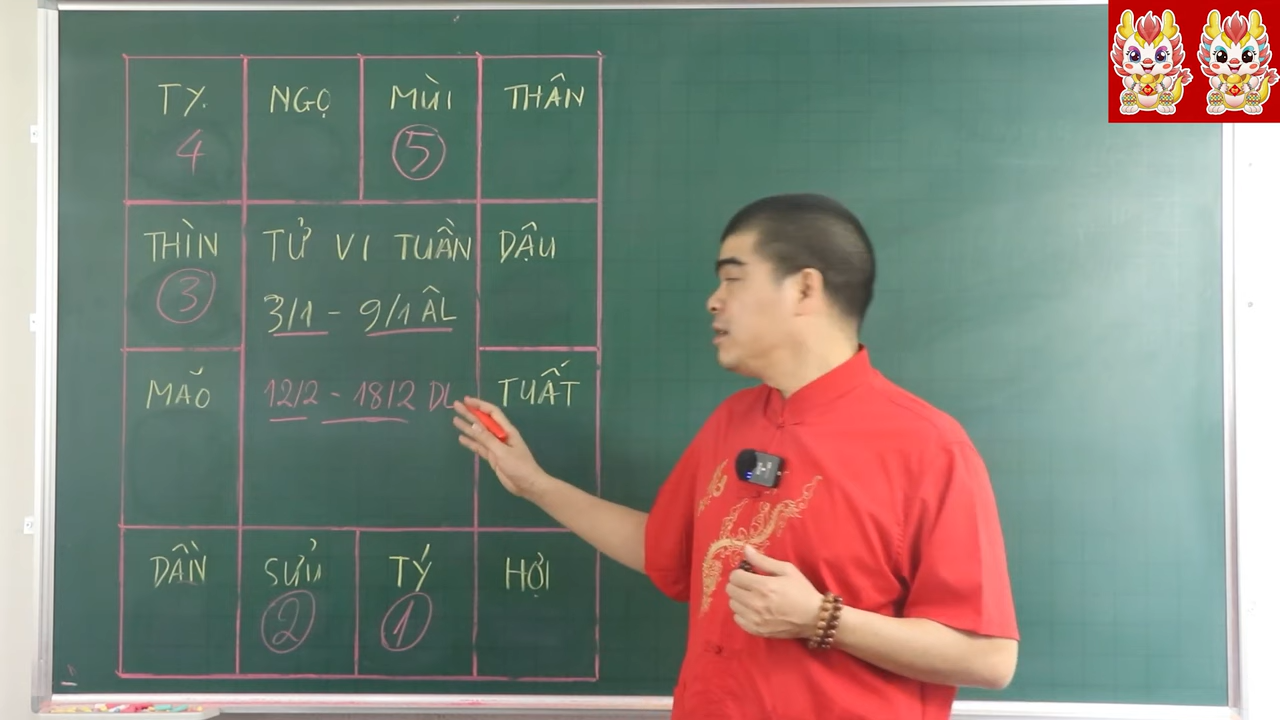 TỴ
4
NGỌ
MÙI
5
THÂN
THÌN
3
TỬ VI TUẦN
3/1 - 9/1 ÂL
12/2 - 18/2 DL
DẬU
MÃO
TUẤT
DẦN
SỬU
2
TÝ
1
HỢI